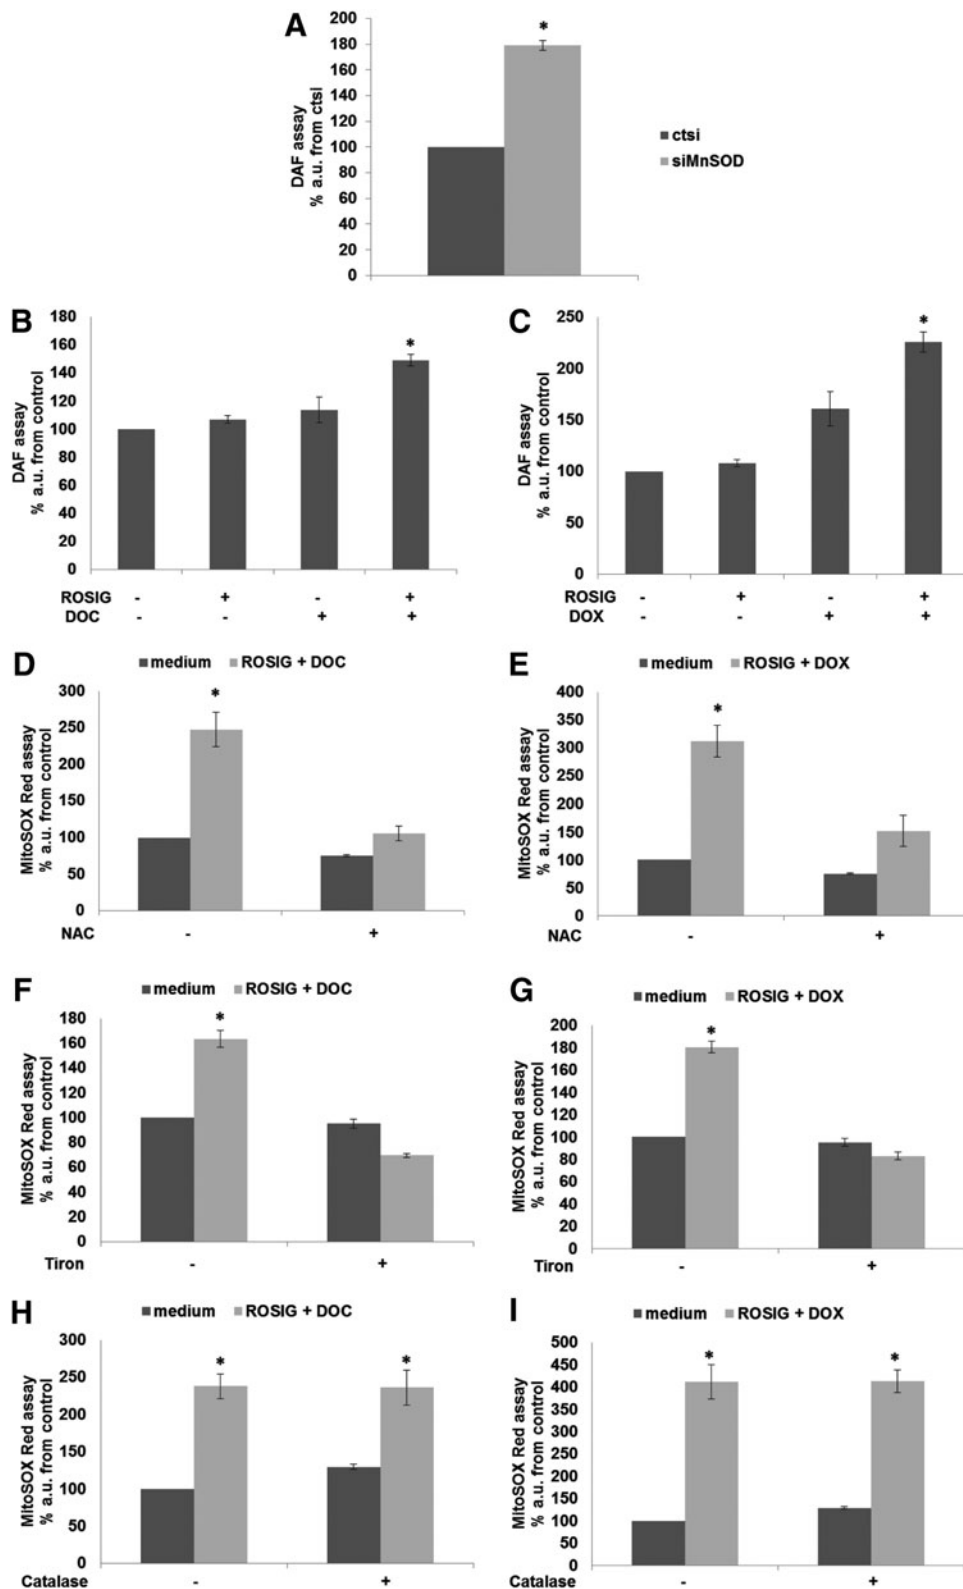 A
DAF assay
% a.u. from ctsi
200
180
160
140
120
100
80
60
40
20
0
*
ctsi
siMnSOD
B
DAF assay
% a.u. from control
180
160
140
120
100
80
60
40
20
0
*
ROSIG - + - +
DOC - - + +
C
DAF assay
% a.u. from control
250
200
150
100
50
0
*
ROSIG - + - +
DOX - - + +
D
medium ROSIG + DOC
MitoSOX Red assay
% a.u. from control
300
250
200
150
100
50
0
*
NAC - +
E
medium ROSIG + DOX
MitoSOX Red assay
% a.u. from control
400
350
300
250
200
150
100
50
0
*
NAC - +
F
medium ROSIG + DOC
MitoSOX Red assay
% a.u. from control
180
160
140
120
100
80
60
40
20
0
*
Tiron - +
G
medium ROSIG + DOX
MitoSOX Red assay
% a.u. from control
200
180
160
140
120
100
80
60
40
20
0
*
Tiron - +
H
medium ROSIG + DOC
MitoSOX Red assay
% a.u. from control
300
250
200
150
100
50
0
* *
Catalase - +
I
medium ROSIG + DOX
MitoSOX Red assay
% a.u. from control
500
450
400
350
300
250
200
150
100
50
0
* *
Catalase - +